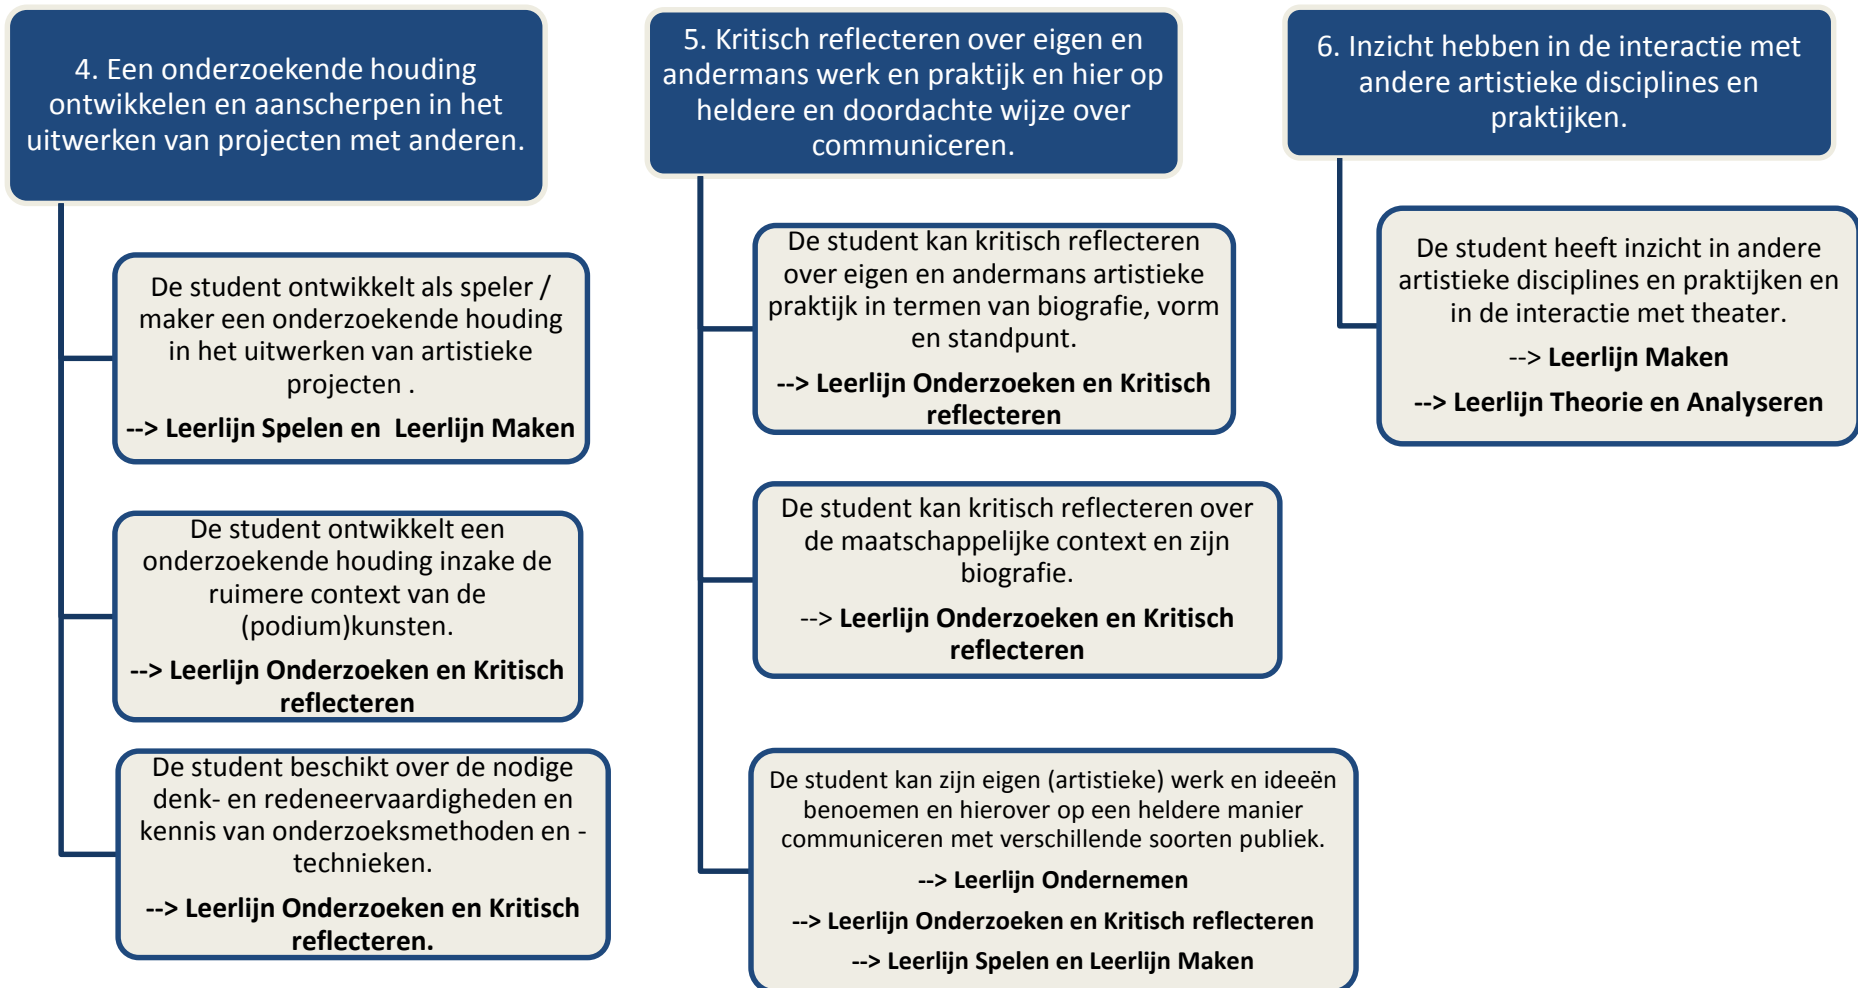 4. Een onderzoekende houding
ontwikkelen en aanscherpen in het
uitwerken van projecten met anderen.
De student ontwikkelt als speler /
maker een onderzoekende houding
in het uitwerken van artistieke
projecten .
--> Leerlijn Spelen en  Leerlijn Maken
De student ontwikkelt een
onderzoekende houding inzake de
ruimere context van de
(podium)kunsten.
--> Leerlijn Onderzoeken en Kritisch
reflecteren
De student beschikt over de nodige
denk- en redeneervaardigheden en
kennis van onderzoeksmethoden en -
technieken.
--> Leerlijn Onderzoeken en Kritisch
reflecteren.
5. Kritisch reflecteren over eigen en
andermans werk en praktijk en hier op
heldere en doordachte wijze over
communiceren.
De student kan kritisch reflecteren
over eigen en andermans artistieke
praktijk in termen van biografie, vorm
en standpunt.
--> Leerlijn Onderzoeken en Kritisch
reflecteren
De student kan kritisch reflecteren over
de maatschappelijke context en zijn
biografie.
--> Leerlijn Onderzoeken en Kritisch
reflecteren
De student kan zijn eigen (artistieke) werk en ideeën
benoemen en hierover op een heldere manier
communiceren met verschillende soorten publiek.
--> Leerlijn Ondernemen
--> Leerlijn Onderzoeken en Kritisch reflecteren
--> Leerlijn Spelen en Leerlijn Maken
6. Inzicht hebben in de interactie met
andere artistieke disciplines en
praktijken.
De student heeft inzicht in andere
artistieke disciplines en praktijken en
in de interactie met theater.
--> Leerlijn Maken
--> Leerlijn Theorie en Analyseren